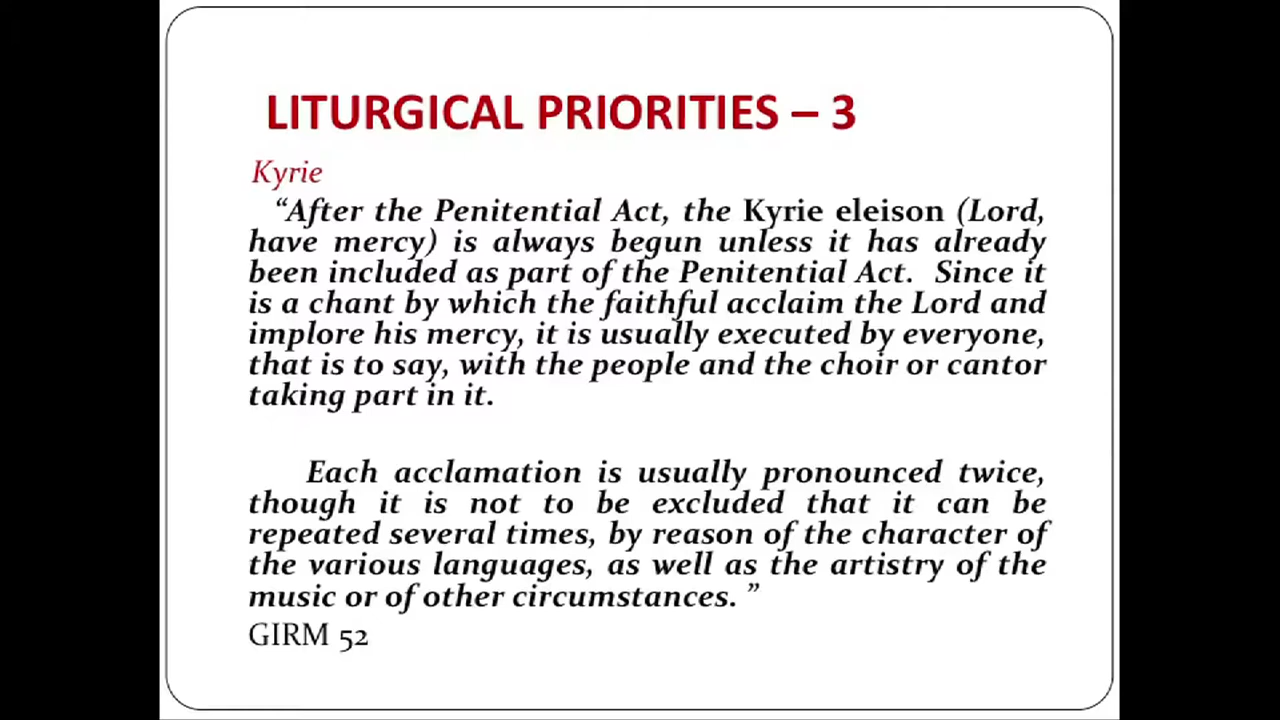 LITURGICAL PRIORITIES – 3
Kyrie
“After the Penitential Act, the Kyrie eleison (Lord,
have mercy) is always begun unless it has already
been included as part of the Penitential Act. Since it
is a chant by which the faithful acclaim the Lord and
implore his mercy, it is usually executed by everyone,
that is to say, with the people and the choir or cantor
taking part in it.
Each acclamation is usually pronounced twice,
though it is not to be excluded that it can be
repeated several times, by reason of the character of
the various languages, as well as the artistry of the
music or of other circumstances. ”
GIRM 52